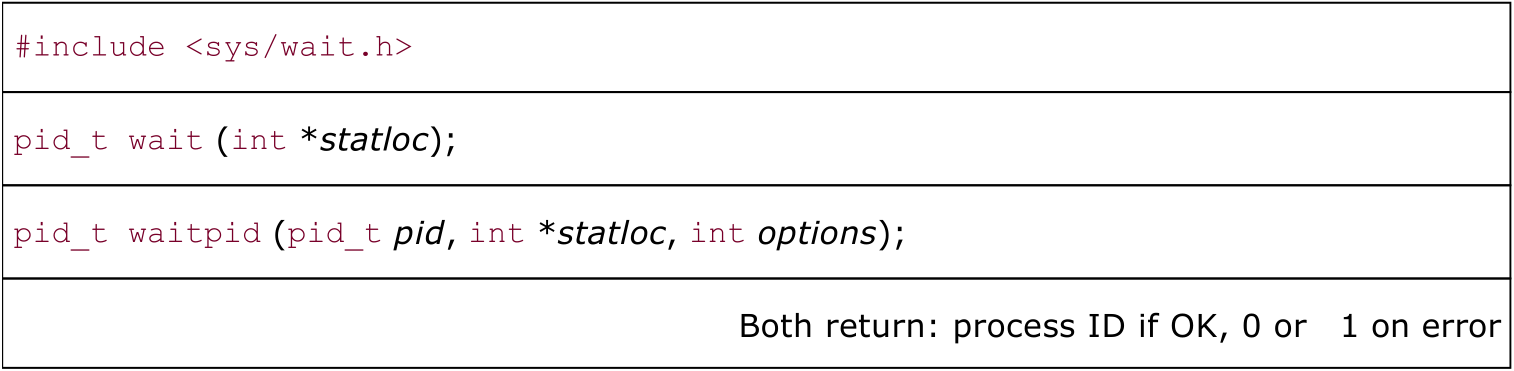 #include <sys/wait.h>
pid_t wait (int *statloc);
pid_t waitpid (pid_t pid, int *statloc, int options);
Both return: process ID if OK, 0 or   1 on error